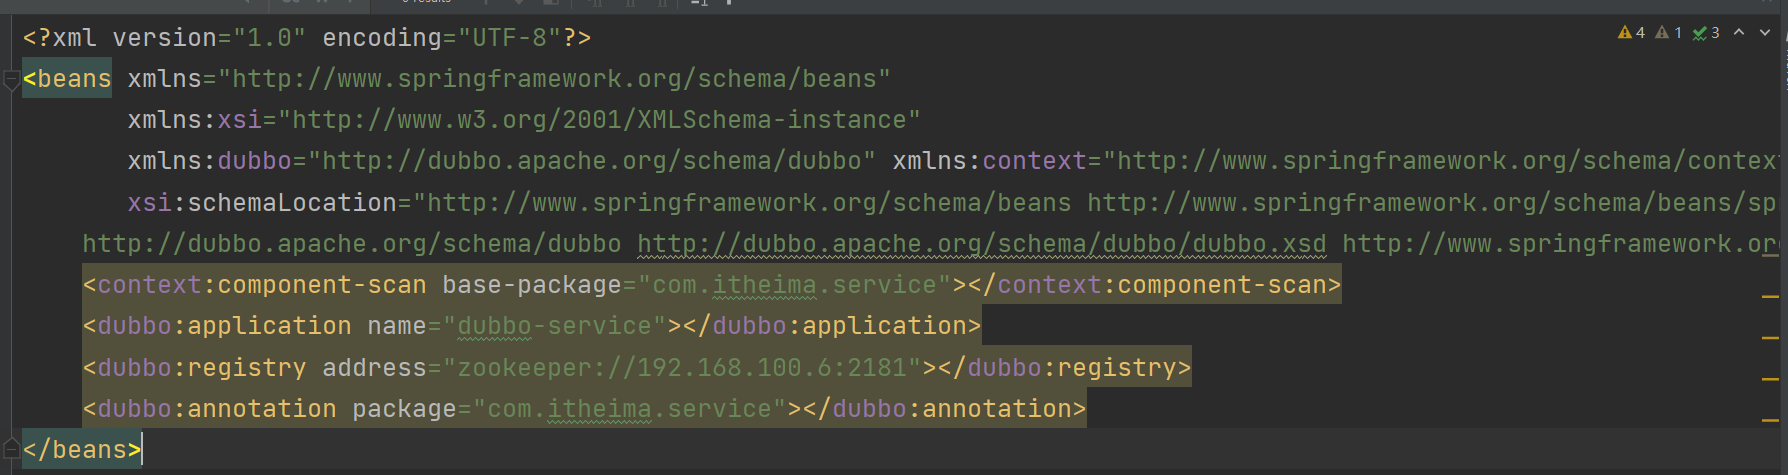 <?xml version="1.0" encoding="UTF-8"?>
4 1 3
<beans xmlns="http://www.springframework.org/schema/beans"
xmlns:xsi="http://www.w3.org/2001/XMLSchema-instance"
xmlns:dubbo="http://dubbo.apache.org/schema/dubbo" xmlns:context="http://www.springframework.org/schema/contex
xsi:schemaLocation="http://www.springframework.org/schema/beans http://www.springframework.org/schema/beans/sp
http://dubbo.apache.org/schema/dubbo http://dubbo.apache.org/schema/dubbo/dubbo.xsd http://www.springframework.or
<context:component-scan base-package="com.itheima.service"></context:component-scan>
<dubbo:application name="dubbo-service"></dubbo:application>
<dubbo:registry address="zookeeper://192.168.100.6:2181"></dubbo:registry>
<dubbo:annotation package="com.itheima.service"></dubbo:annotation>
</beans>